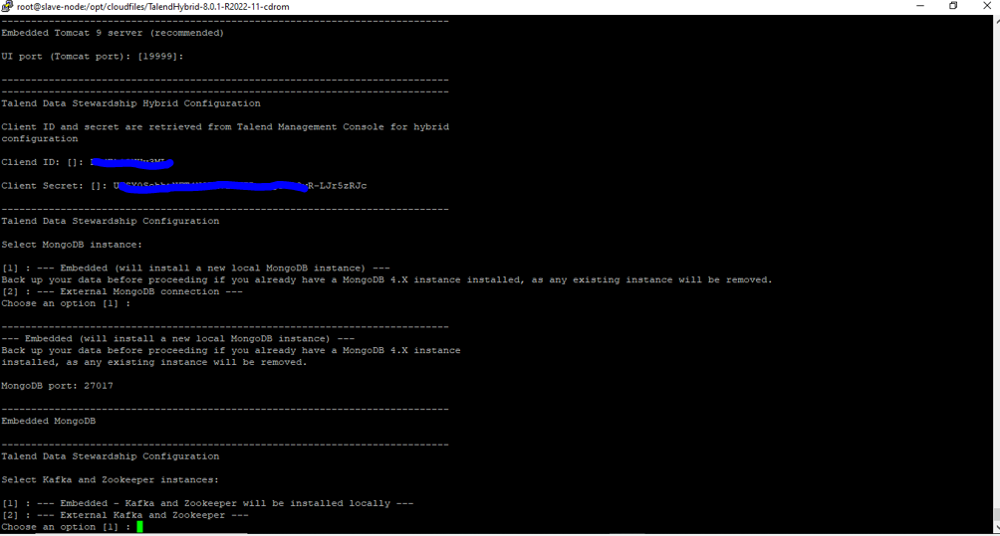 root@slave-node:/opt/cloudfiles/TalendHybrid-8.0.1-R2022-11-cdrom
-------------------------------------------------------------------------------
Embedded Tomcat 9 server (recommended)
UI port (Tomcat port): [19999]:
-------------------------------------------------------------------------------
-------------------------------------------------------------------------------
Talend Data Stewardship Hybrid Configuration
Client ID and secret are retrieved from Talend Management Console for hybrid
configuration
Cliend ID: []:
Client Secret: []:
-------------------------------------------------------------------------------
Talend Data Stewardship Configuration
Select MongoDB instance:
[1] : --- Embedded (will install a new local MongoDB instance) ---
Back up your data before proceeding if you already have a MongoDB 4.X instance installed, as any existing instance will be removed.
[2] : --- External MongoDB connection ---
Choose an option [1] :
-------------------------------------------------------------------------------
--- Embedded (will install a new local MongoDB instance) ---
Back up your data before proceeding if you already have a MongoDB 4.X instance
installed, as any existing instance will be removed.
MongoDB port: 27017
-------------------------------------------------------------------------------
Embedded MongoDB
-------------------------------------------------------------------------------
Talend Data Stewardship Configuration
Select Kafka and Zookeeper instances:
[1] : --- Embedded - Kafka and Zookeeper will be installed locally ---
[2] : --- External Kafka and Zookeeper ---
Choose an option [1] :